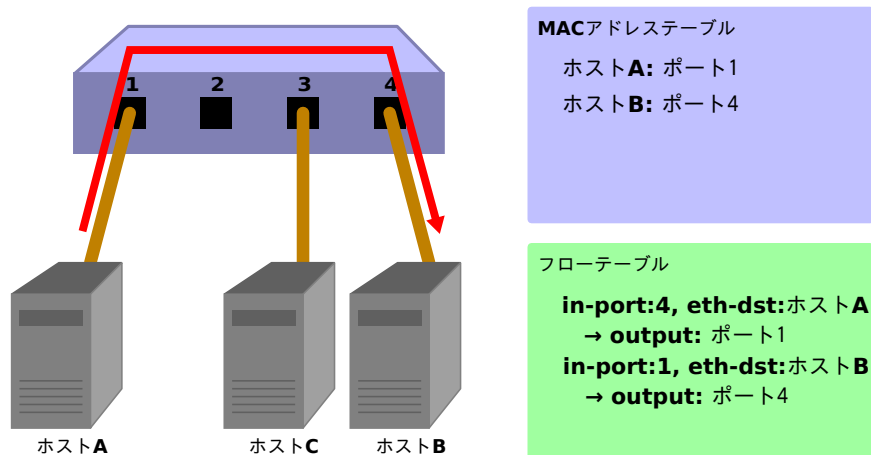 1 2 3 4
ホストA
ホストC
ホストB
MACアドレステーブル
ホストA: ポート1
ホストB: ポート4
フローテーブル
in-port:4, eth-dst:ホストA
→ output: ポート1
in-port:1, eth-dst:ホストB
→ output: ポート4